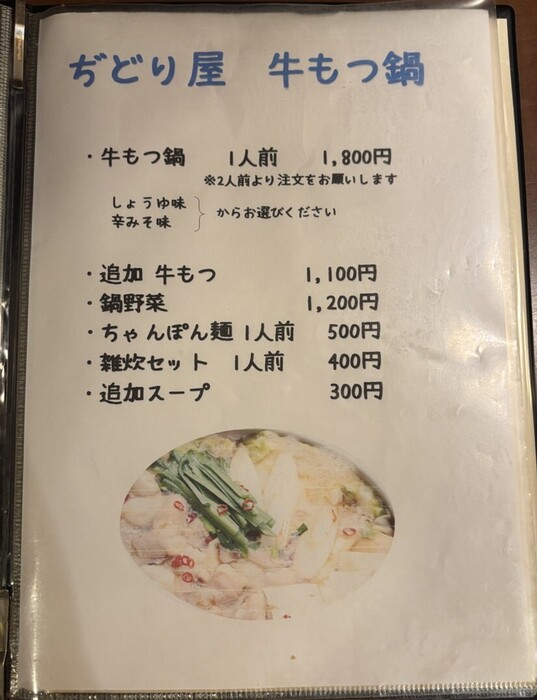 ぢどり屋 牛もつ鍋
・牛もつ鍋 1人前 1,800円
※2人前より注文をお願いします
しょうゆ味
辛みそ味
からお選びください
・追加 牛もつ 1,100円
・鍋野菜 1,200円
・ちゃんぽん麺 1人前 500円
・雑炊セット 1人前 400円
・追加スープ 300円